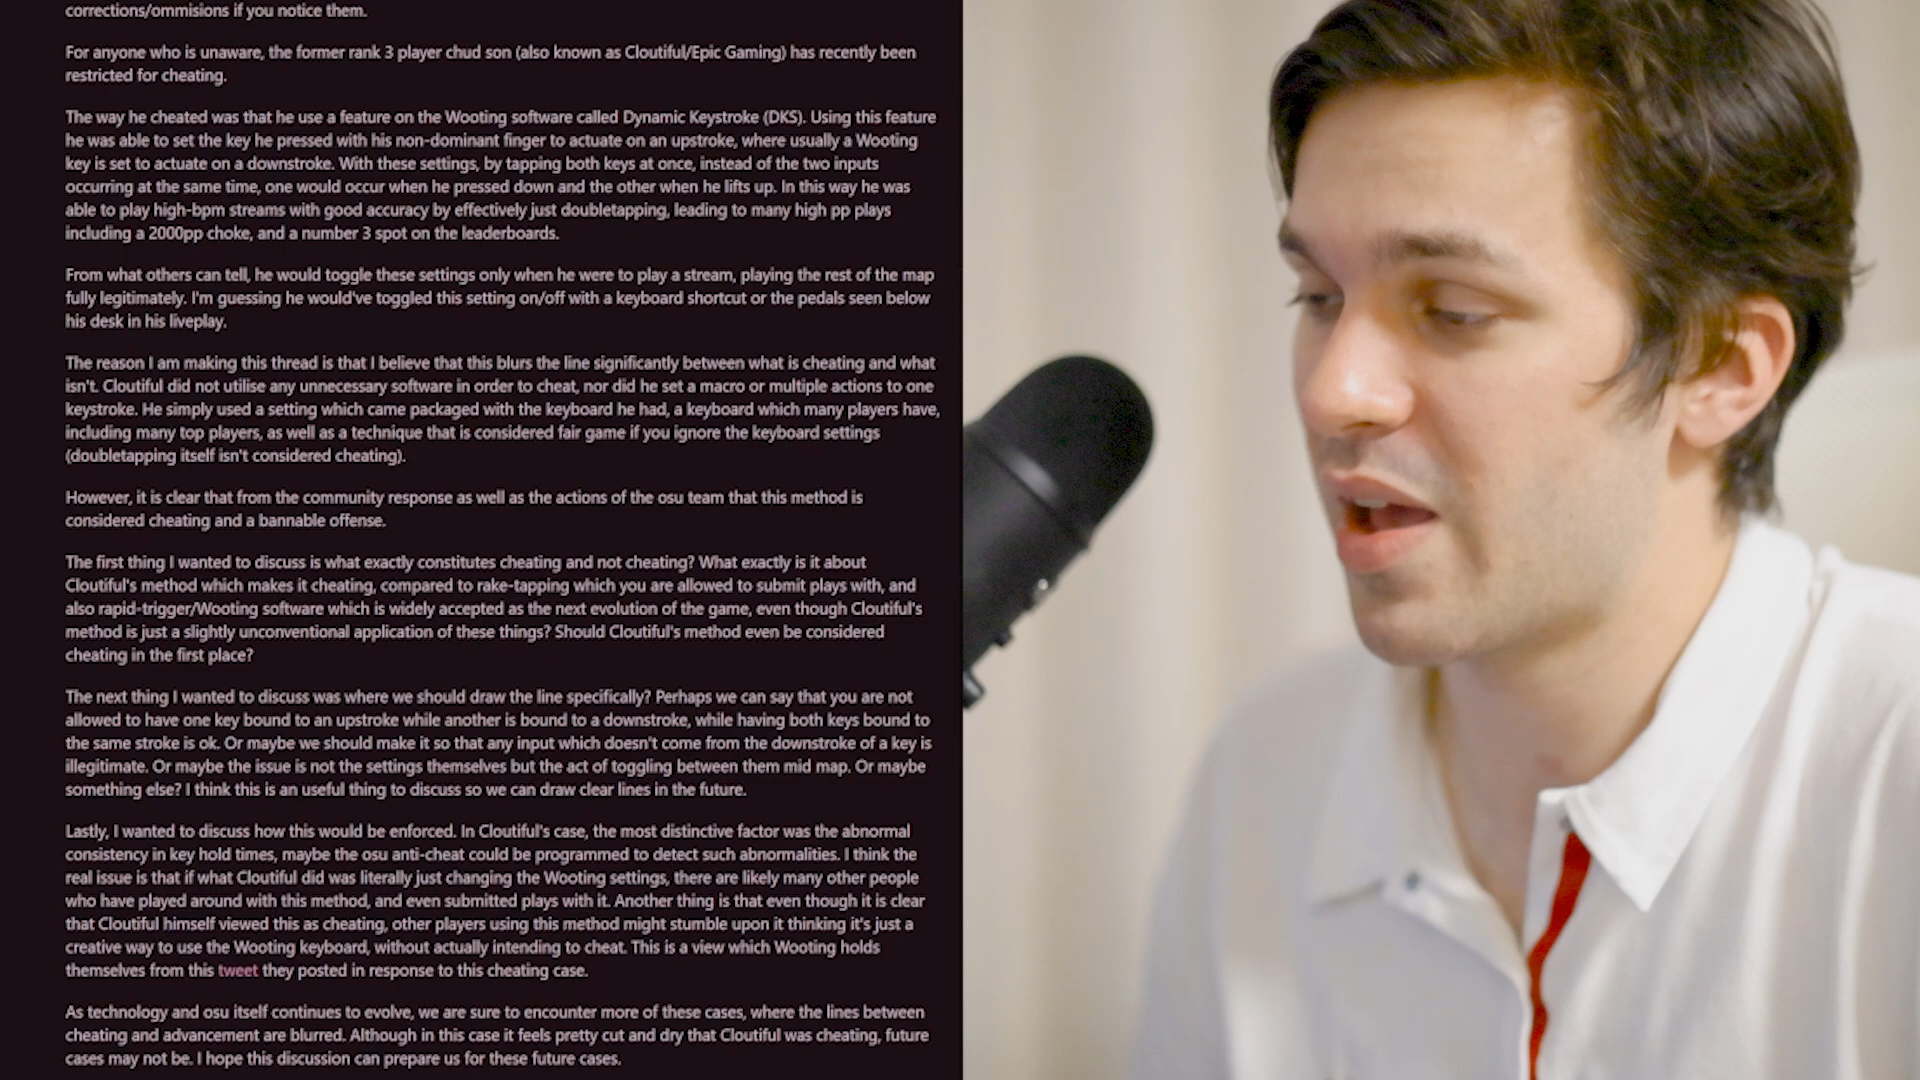 corrections/ommisions if you notice them.
For anyone who is unaware, the former rank 3 player chud son (also known as Cloutiful/Epic Gaming) has recently been
restricted for cheating.
The way he cheated was that he use a feature on the Wooting software called Dynamic Keystroke (DKS). Using this feature
he was able to set the key he pressed with his non-dominant finger to actuate on an upstroke, where usually a Wooting
key is set to actuate on a downstroke. With these settings, by tapping both keys at once, instead of the two inputs
occurring at the same time, one would occur when he pressed down and the other when he lifts up. In this way he was
able to play high-bpm streams with good accuracy by effectively just doubletapping, leading to many high pp plays
including a 2000pp choke, and a number 3 spot on the leaderboards.
From what others can tell, he would toggle these settings only when he were to play a stream, playing the rest of the map
fully legitimately. I'm guessing he would've toggled this setting on/off with a keyboard shortcut or the pedals seen below
his desk in his liveplay.
The reason I am making this thread is that I believe that this blurs the line significantly between what is cheating and what
isn't. Cloutiful did not utilise any unnecessary software in order to cheat, nor did he set a macro or multiple actions to one
keystroke. He simply used a setting which came packaged with the keyboard he had, a keyboard which many players have,
including many top players, as well as a technique that is considered fair game if you ignore the keyboard settings
(doubletapping itself isn't considered cheating).
However, it is clear that from the community response as well as the actions of the osu team that this method is
considered cheating and a bannable offense.
The first thing I wanted to discuss is what exactly constitutes cheating and not cheating? What exactly is it about
Cloutiful's method which makes it cheating, compared to rake-tapping which you are allowed to submit plays with, and
also rapid-trigger/Wooting software which is widely accepted as the next evolution of the game, even though Cloutiful's
method is just a slightly unconventional application of these things? Should Cloutiful's method even be considered
cheating in the first place?
The next thing I wanted to discuss was where we should draw the line specifically? Perhaps we can say that you are not
allowed to have one key bound to an upstroke while another is bound to a downstroke, while having both keys bound to
the same stroke is ok. Or maybe we should make it so that any input which doesn't come from the downstroke of a key is
illegitimate. Or maybe the issue is not the settings themselves but the act of toggling between them mid map. Or maybe
something else? I think this is an useful thing to discuss so we can draw clear lines in the future.
Lastly, I wanted to discuss how this would be enforced. In Cloutiful's case, the most distinctive factor was the abnormal
consistency in key hold times, maybe the osu anti-cheat could be programmed to detect such abnormalities. I think the
real issue is that if what Cloutiful did was literally just changing the Wooting settings, there are likely many other people
who have played around with this method, and even submitted plays with it. Another thing is that even though it is clear
that Cloutiful himself viewed this as cheating, other players using this method might stumble upon it thinking it's just a
creative way to use the Wooting keyboard, without actually intending to cheat. This is a view which Wooting holds
themselves from this tweet they posted in response to this cheating case.
As technology and osu itself continues to evolve, we are sure to encounter more of these cases, where the lines between
cheating and advancement are blurred. Although in this case it feels pretty cut and dry that Cloutiful was cheating, future
cases may not be. I hope this discussion can prepare us for these future cases.